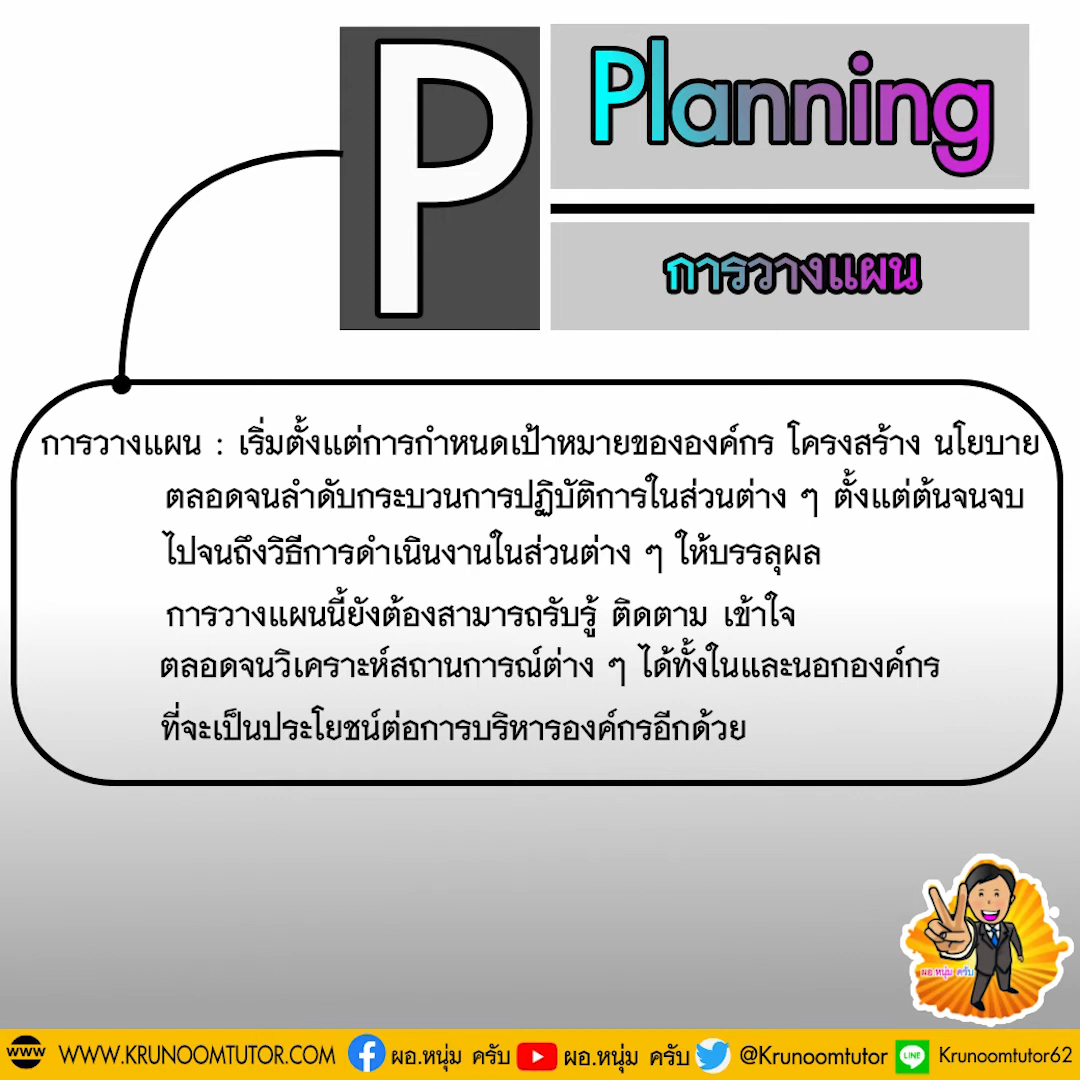 P
Planning
การวางแผน
การวางแผน : เริ่มตั้งแต่การกำหนดเป้าหมายขององค์กร โครงสร้าง นโยบาย
ตลอดจนลำดับกระบวนการปฏิบัติการในส่วนต่าง ๆ ตั้งแต่ต้นจนจบ
ไปจนถึงวิธีการดำเนินงานในส่วนต่าง ๆ ให้บรรลุผล
การวางแผนนี้ยังต้องสามารถรับรู้ ติดตาม เข้าใจ
ตลอดจนวิเคราะห์สถานการณ์ต่าง ๆ ได้ทั้งในและนอกองค์กร
ที่จะเป็นประโยชน์ต่อการบริหารองค์กรอีกด้วย
ผอ.หนุ่ม ครับ
www WWW.KRUNOOMTUTOR.COM ผอ.หนุ่ม ครับ ผอ.หนุ่ม ครับ @Krunoomtutor LINE Krunoomtutor62